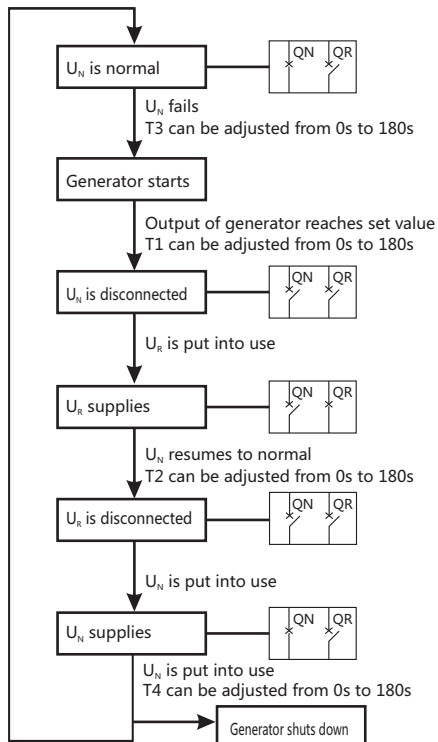 U_N is normal
QN QR
U_N fails
T3 can be adjusted from 0s to 180s
Generator starts
Output of generator reaches set value
T1 can be adjusted from 0s to 180s
U_N is disconnected
QN QR
U_R is put into use
U_R supplies
QN QR
U_N resumes to normal
T2 can be adjusted from 0s to 180s
U_R is disconnected
QN QR
U_N is put into use
U_N supplies
QN QR
U_N is put into use
T4 can be adjusted from 0s to 180s
Generator shuts down